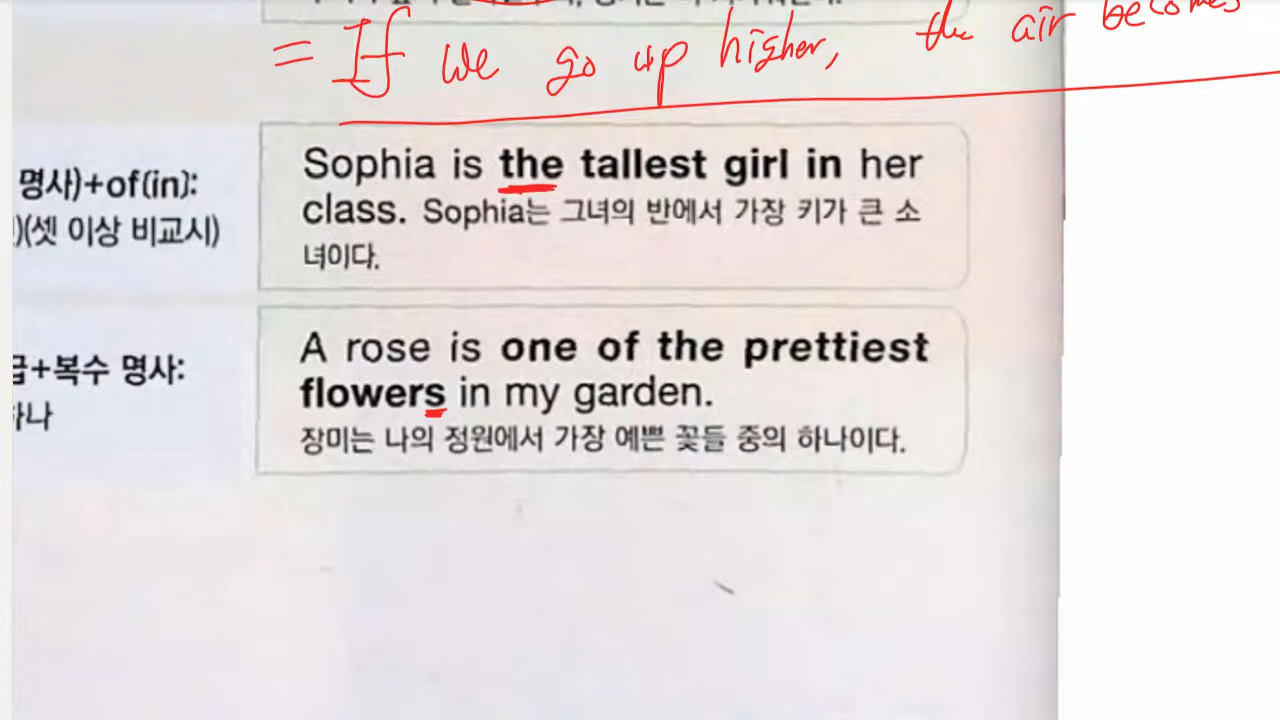 = If we go up higher, the air becomes
명사)+of(in):
)(셋 이상 비교시)
Sophia is the tallest girl in her
class. Sophia는 그녀의 반에서 가장 키가 큰 소
녀이다.
급+복수 명사:
하나
A rose is one of the prettiest
flowers in my garden.
장미는 나의 정원에서 가장 예쁜 꽃들 중의 하나이다.